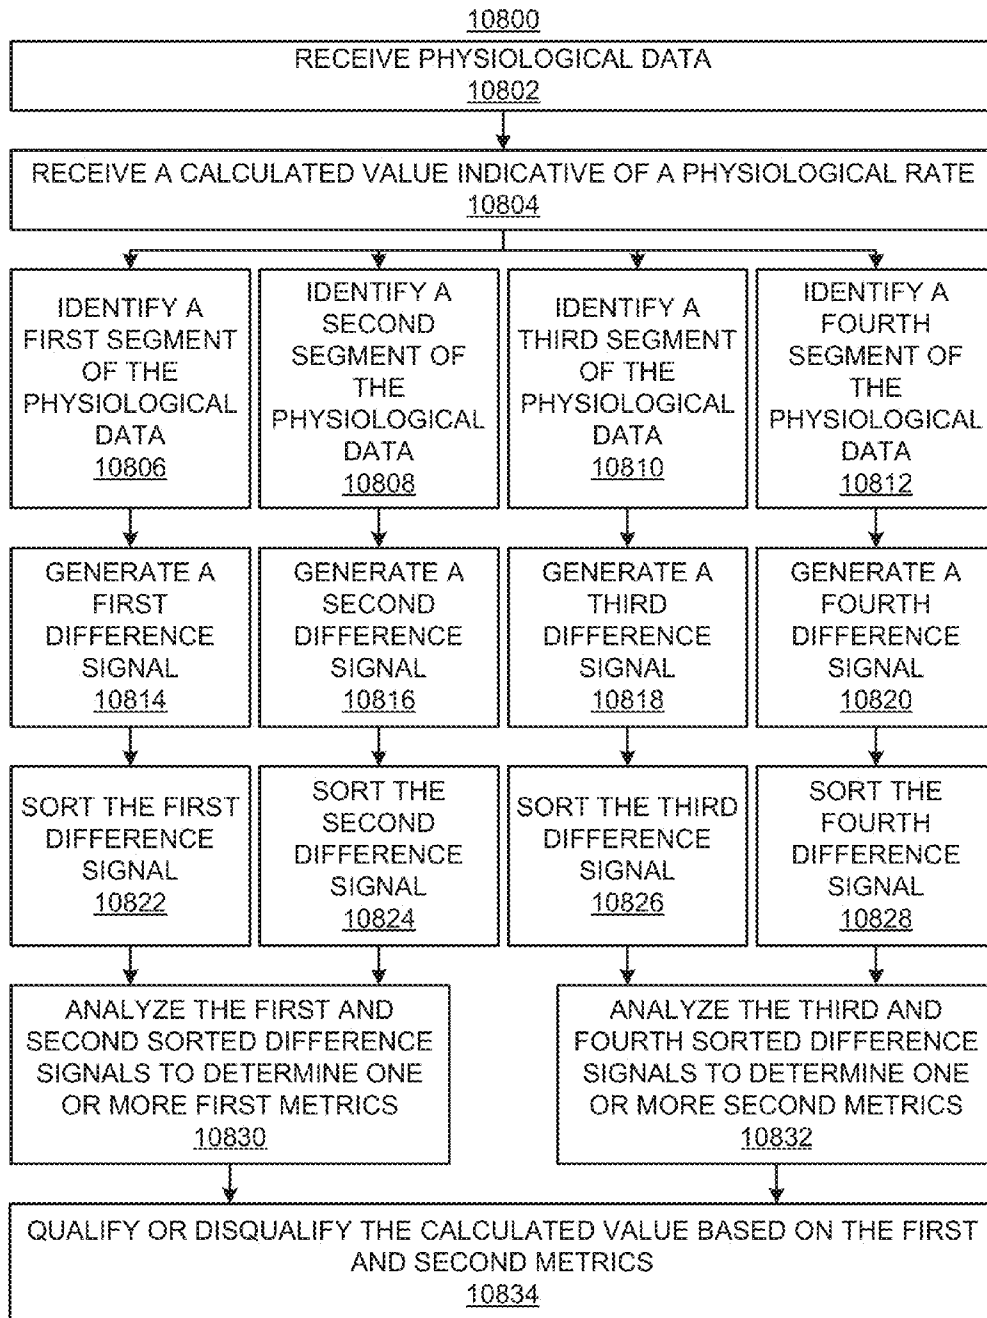 10800
RECEIVE PHYSIOLOGICAL DATA
10802
RECEIVE A CALCULATED VALUE INDICATIVE OF A PHYSIOLOGICAL RATE
10804
IDENTIFY A
FIRST SEGMENT
OF THE
PHYSIOLOGICAL
DATA
10806
IDENTIFY A
SECOND
SEGMENT OF
THE
PHYSIOLOGICAL
DATA
10808
IDENTIFY A
THIRD SEGMENT
OF THE
PHYSIOLOGICAL
DATA
10810
IDENTIFY A
FOURTH
SEGMENT OF
THE
PHYSIOLOGICAL
DATA
10812
GENERATE A
FIRST
DIFFERENCE
SIGNAL
10814
GENERATE A
SECOND
DIFFERENCE
SIGNAL
10816
GENERATE A
THIRD
DIFFERENCE
SIGNAL
10818
GENERATE A
FOURTH
DIFFERENCE
SIGNAL
10820
SORT THE FIRST
DIFFERENCE
SIGNAL
10822
SORT THE
SECOND
DIFFERENCE
SIGNAL
10824
SORT THE THIRD
DIFFERENCE
SIGNAL
10826
SORT THE
FOURTH
DIFFERENCE
SIGNAL
10828
ANALYZE THE FIRST AND
SECOND SORTED DIFFERENCE
SIGNALS TO DETERMINE ONE
OR MORE FIRST METRICS
10830
ANALYZE THE THIRD AND
FOURTH SORTED DIFFERENCE
SIGNALS TO DETERMINE ONE
OR MORE SECOND METRICS
10832
QUALIFY OR DISQUALIFY THE CALCULATED VALUE BASED ON THE FIRST
AND SECOND METRICS
10834